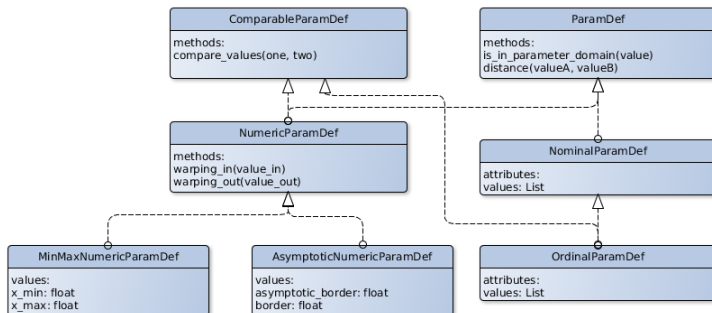 ComparableParamDef
methods:
compare_values(one, two)
ParamDef
methods:
is_in_parameter_domain(value)
distance(valueA, valueB)
NumericParamDef
methods:
warping_in(value_in)
warping_out(value_out)
NominalParamDef
attributes:
values: List
MinMaxNumericParamDef
values:
x_min: float
x_max: float
AsymptoticNumericParamDef
values:
asymptotic_border: float
border: float
OrdinalParamDef
attributes:
values: List